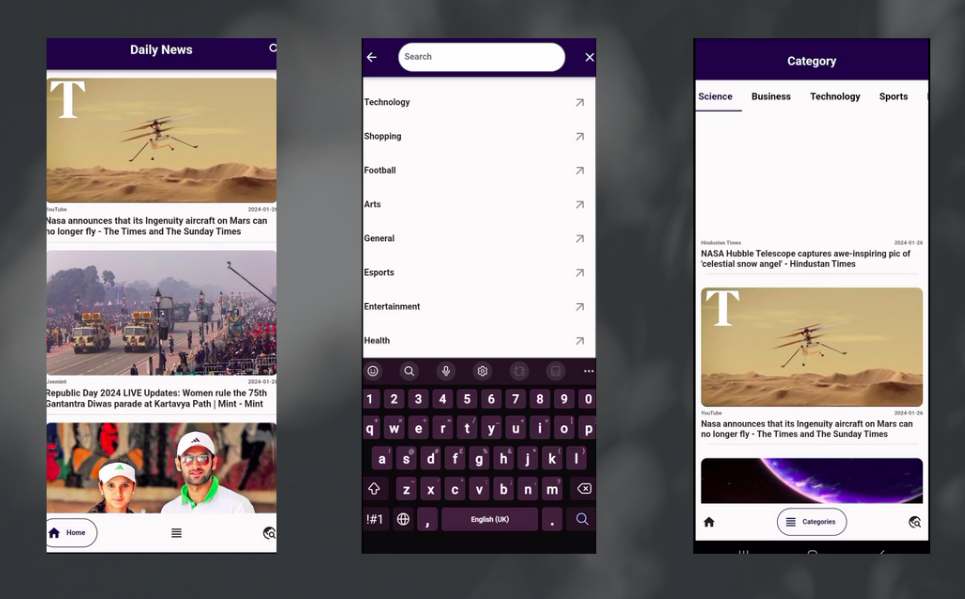 Daily News
T
YouTube
2024-01-26
Nasa announces that its Ingenuity aircraft on Mars can
no longer fly - The Times and The Sunday Times
Livemint
2024-01-26
Republic Day 2024 LIVE Updates: Women rule the 75th
Gantantra Diwas parade at Kartavya Path | Mint - Mint
Home
Search
Technology
Shopping
Football
Arts
General
Esports
Entertainment
Health
1 2 3 4 5 6 7 8 9 0
q w e r t y u i o p
a s d f g h j k l
z x c v b n m
!#1 , English (UK) .
Category
Science Business Technology Sports
Hindustan Times
2024-01-26
NASA Hubble Telescope captures awe-inspiring pic of
'celestial snow angel' - Hindustan Times
T
YouTube
2024-01-26
Nasa announces that its Ingenuity aircraft on Mars can
no longer fly - The Times and The Sunday Times
Categories